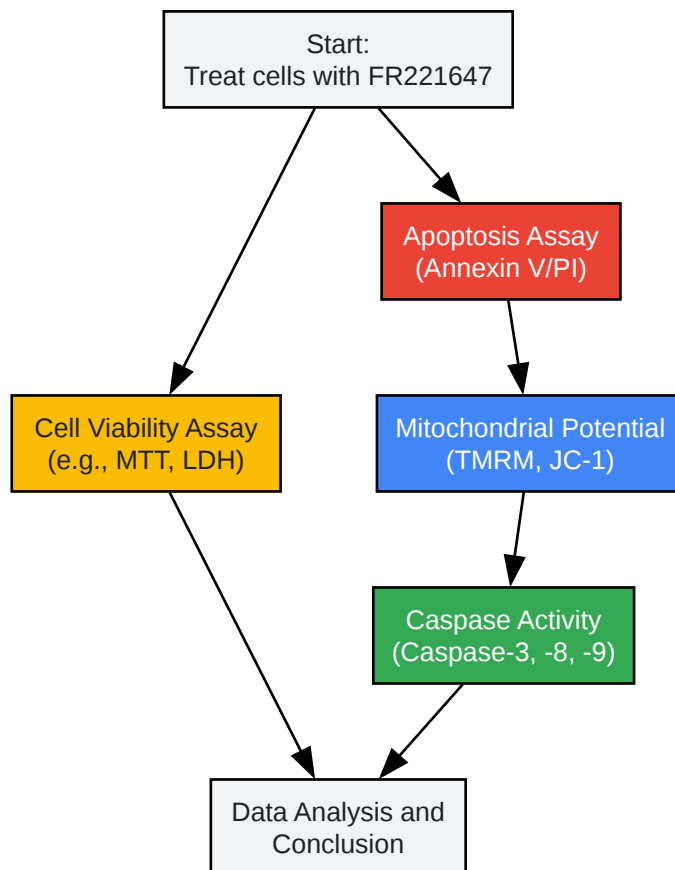 Start:
Treat cells with FR221647
Apoptosis Assay
(Annexin V/PI)
Cell Viability Assay
(e.g., MTT, LDH)
Mitochondrial Potential
(TMRM, JC-1)
Caspase Activity
(Caspase-3, -8, -9)
Data Analysis and
Conclusion